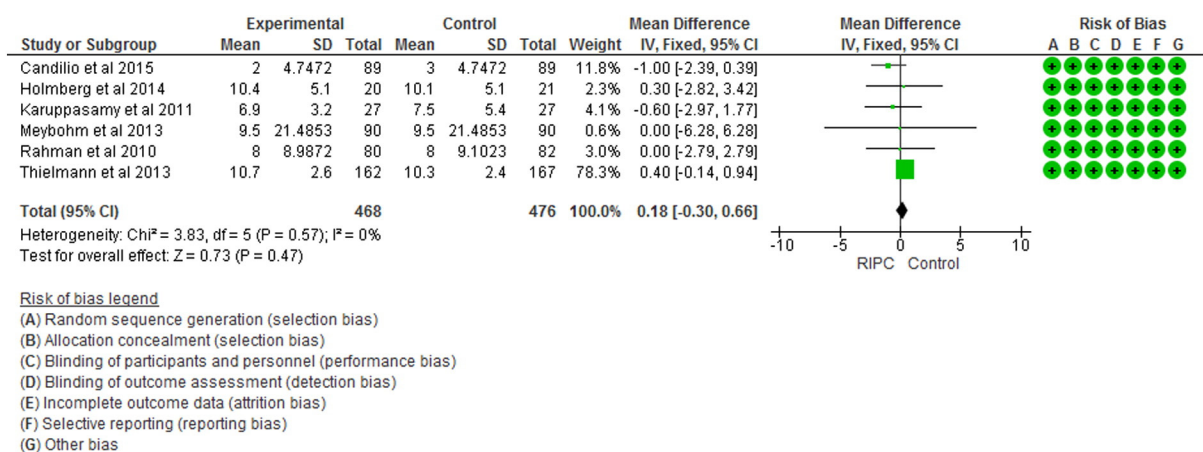 Experimental Control Mean Difference Mean Difference Risk of Bias
Study or Subgroup Mean SD Total Mean SD Total Weight IV, Fixed, 95% CI IV, Fixed, 95% CI A B C D E F G
Candilio et al 2015 2 4.7472 89 3 4.7472 89 11.8% -1.00 [-2.39, 0.39] + + + + + + +
Holmberg et al 2014 10.4 5.1 20 10.1 5.1 21 2.3% 0.30 [-2.82, 3.42] + + + + + + +
Karuppasamy et al 2011 6.9 3.2 27 7.5 5.4 27 4.1% -0.60 [-2.97, 1.77] + + + + + + +
Meybohm et al 2013 9.5 21.4853 90 9.5 21.4853 90 0.6% 0.00 [-6.28, 6.28] + + + + + + +
Rahman et al 2010 8 8.9872 80 8 9.1023 82 3.0% 0.00 [-2.79, 2.79] + + + + + + +
Thielmann et al 2013 10.7 2.6 162 10.3 2.4 167 78.3% 0.40 [-0.14, 0.94] + + + + + + +
Total (95% CI) 468 476 100.0% 0.18 [-0.30, 0.66]
Heterogeneity: Chi² = 3.83, df = 5 (P = 0.57); I² = 0%
Test for overall effect: Z = 0.73 (P = 0.47)
-10 -5 0 5 10
RIPC Control
Risk of bias legend
(A) Random sequence generation (selection bias)
(B) Allocation concealment (selection bias)
(C) Blinding of participants and personnel (performance bias)
(D) Blinding of outcome assessment (detection bias)
(E) Incomplete outcome data (attrition bias)
(F) Selective reporting (reporting bias)
(G) Other bias